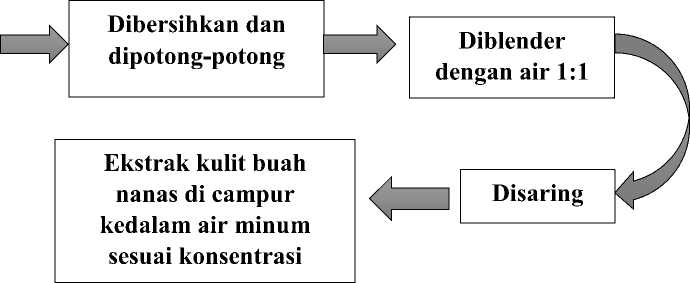 Dibersihkan dan
dipotong-potong
Diblender
dengan air 1:1
Disaring
Ekstrak kulit buah
nanas di campur
kedalam air minum
sesuai konsentrasi